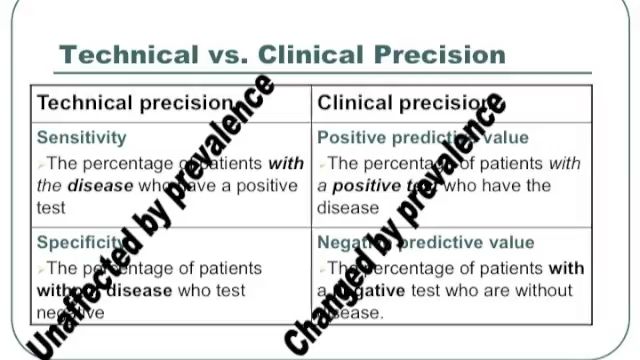 Technical vs. Clinical Precision
Technical precision
Clinical precision
Sensitivity
The percentage of patients with
the disease who have a positive
test
Positive predictive value
The percentage of patients with
a positive test who have the
disease
Specificity
The percentage of patients
without disease who test
negative
Negative predictive value
The percentage of patients with
a negative test who are without
disease.
Unaffected by prevalence
Changed by prevalence